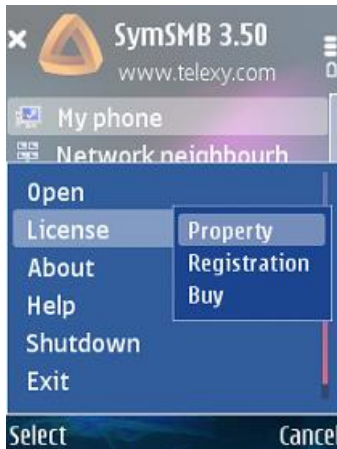 SymSMB 3.50
www.telexy.com
My phone
Network neighbourh
Open
License
Property
Registration
Buy
About
Help
Shutdown
Exit
Select
Cancel